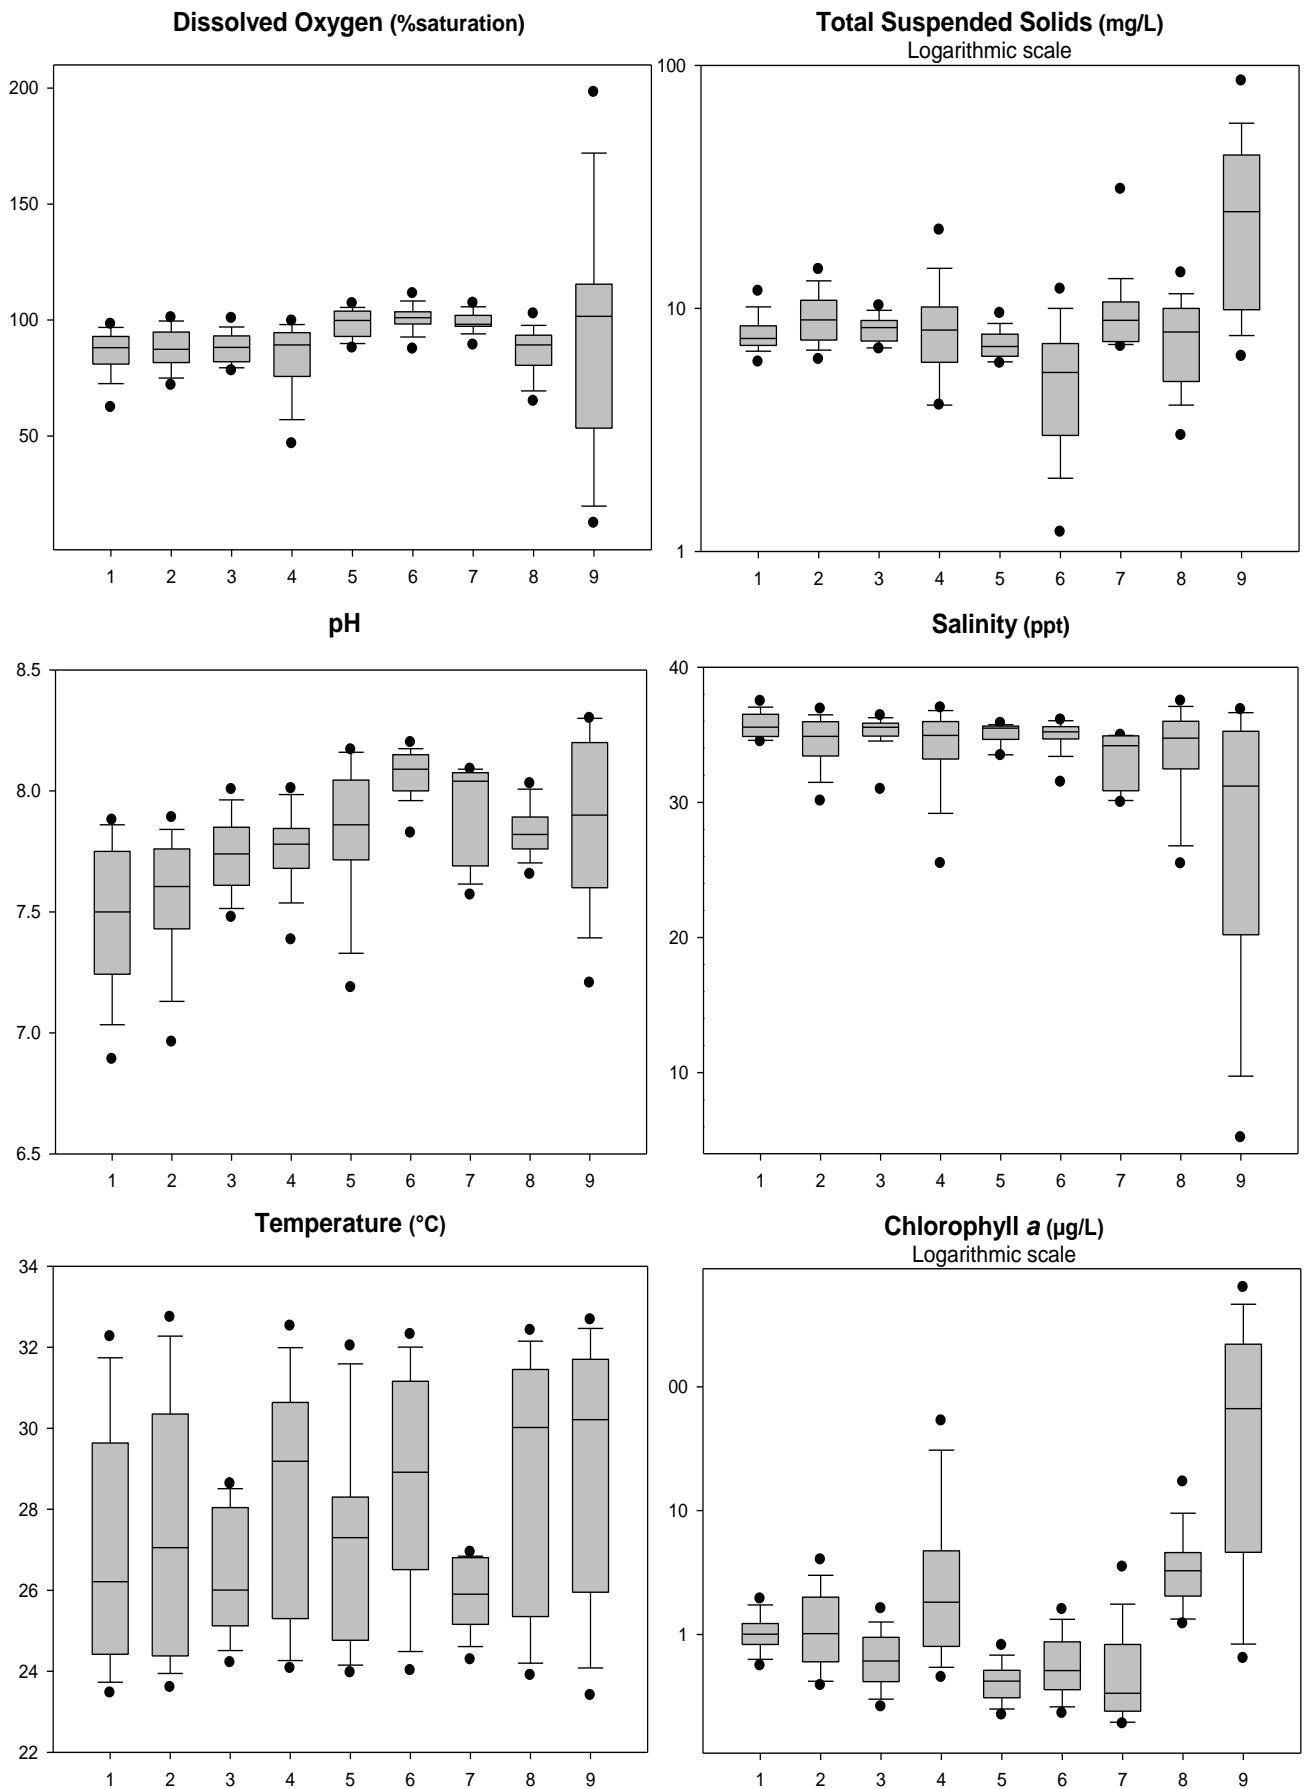 Dissolved Oxygen (%saturation)
200
150
100
50
1 2 3 4 5 6 7 8 9
Total Suspended Solids (mg/L)
Logarithmic scale
100
10
1
1 2 3 4 5 6 7 8 9
pH
8.5
8.0
7.5
7.0
6.5
1 2 3 4 5 6 7 8 9
Salinity (ppt)
40
30
20
10
1 2 3 4 5 6 7 8 9
Temperature (°C)
34
32
30
28
26
24
22
1 2 3 4 5 6 7 8 9
Chlorophyll a (µg/L)
Logarithmic scale
00
10
1
1 2 3 4 5 6 7 8 9